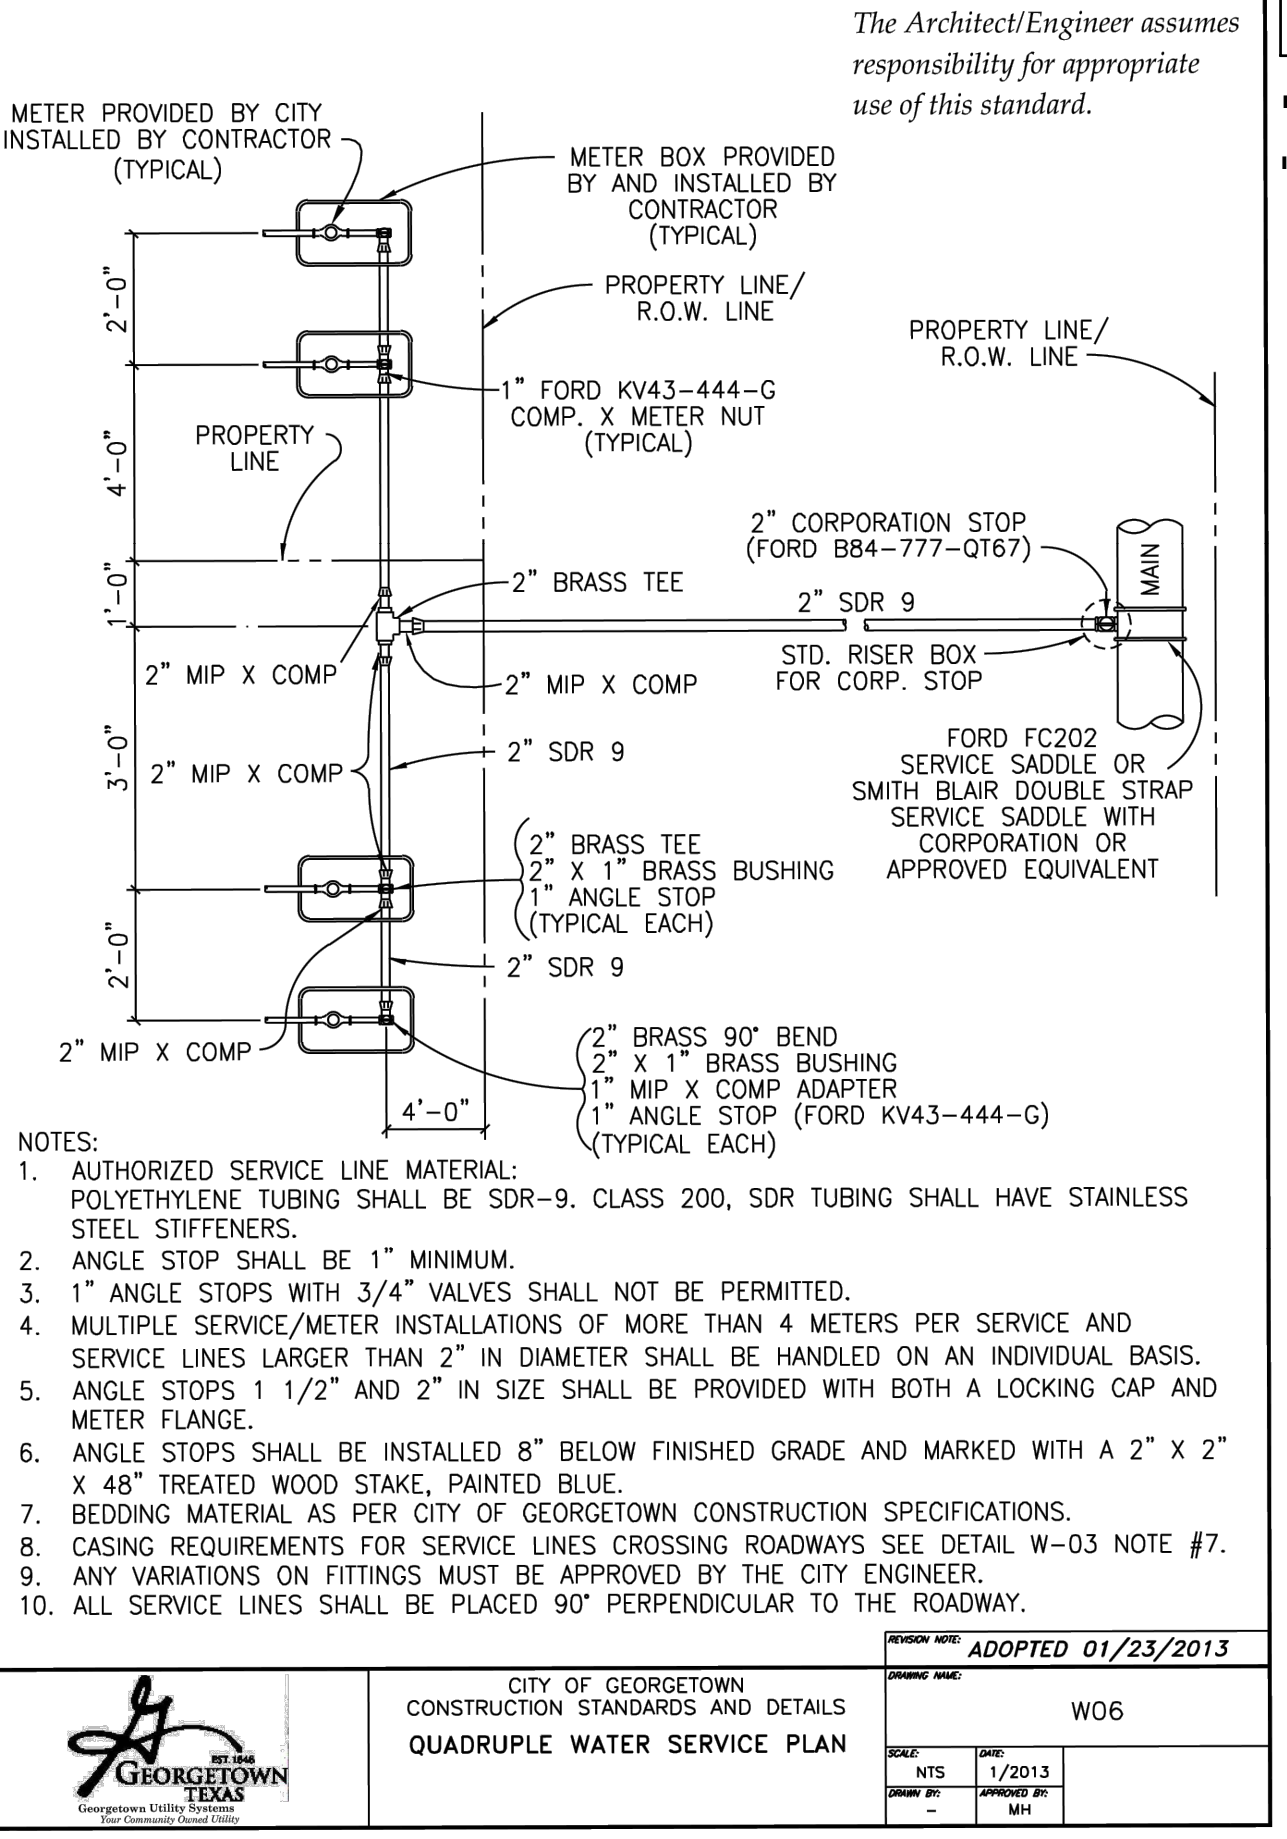 The Architect/Engineer assumes
responsibility for appropriate
use of this standard.
METER PROVIDED BY CITY
INSTALLED BY CONTRACTOR
(TYPICAL)
METER BOX PROVIDED
BY AND INSTALLED BY
CONTRACTOR
(TYPICAL)
2'-0"
PROPERTY LINE/
R.O.W. LINE
PROPERTY LINE/
R.O.W. LINE
1" FORD KV43-444-G
COMP. X METER NUT
(TYPICAL)
PROPERTY
LINE
4'-0"
2" CORPORATION STOP
(FORD B84-777-QT67)
MAIN
1'-0"
2" BRASS TEE
2" SDR 9
STD. RISER BOX
FOR CORP. STOP
2" MIP X COMP
2" MIP X COMP
3'-0"
2" SDR 9
2" MIP X COMP
FORD FC202
SERVICE SADDLE OR
SMITH BLAIR DOUBLE STRAP
SERVICE SADDLE WITH
CORPORATION OR
APPROVED EQUIVALENT
2" BRASS TEE
2" X 1" BRASS BUSHING
1" ANGLE STOP
(TYPICAL EACH)
2'-0"
2" SDR 9
2" MIP X COMP
2" BRASS 90° BEND
2" X 1" BRASS BUSHING
1" MIP X COMP ADAPTER
1" ANGLE STOP (FORD KV43-444-G)
(TYPICAL EACH)
4'-0"
NOTES:
1. AUTHORIZED SERVICE LINE MATERIAL:
POLYETHYLENE TUBING SHALL BE SDR-9. CLASS 200, SDR TUBING SHALL HAVE STAINLESS
STEEL STIFFENERS.
2. ANGLE STOP SHALL BE 1" MINIMUM.
3. 1" ANGLE STOPS WITH 3/4" VALVES SHALL NOT BE PERMITTED.
4. MULTIPLE SERVICE/METER INSTALLATIONS OF MORE THAN 4 METERS PER SERVICE AND
SERVICE LINES LARGER THAN 2" IN DIAMETER SHALL BE HANDLED ON AN INDIVIDUAL BASIS.
5. ANGLE STOPS 1 1/2" AND 2" IN SIZE SHALL BE PROVIDED WITH BOTH A LOCKING CAP AND
METER FLANGE.
6. ANGLE STOPS SHALL BE INSTALLED 8" BELOW FINISHED GRADE AND MARKED WITH A 2" X 2"
X 48" TREATED WOOD STAKE, PAINTED BLUE.
7. BEDDING MATERIAL AS PER CITY OF GEORGETOWN CONSTRUCTION SPECIFICATIONS.
8. CASING REQUIREMENTS FOR SERVICE LINES CROSSING ROADWAYS SEE DETAIL W-03 NOTE #7.
9. ANY VARIATIONS ON FITTINGS MUST BE APPROVED BY THE CITY ENGINEER.
10. ALL SERVICE LINES SHALL BE PLACED 90° PERPENDICULAR TO THE ROADWAY.
REVISION NOTE: ADOPTED 01/23/2013
G
EST. 1848
GEORGETOWN
TEXAS
Georgetown Utility Systems
Your Community Owned Utility
CITY OF GEORGETOWN
CONSTRUCTION STANDARDS AND DETAILS
QUADRUPLE WATER SERVICE PLAN
DRAWING NAME:
W06
SCALE:
NTS
DATE:
1/2013
DRAWN BY:
–
APPROVED BY:
MH